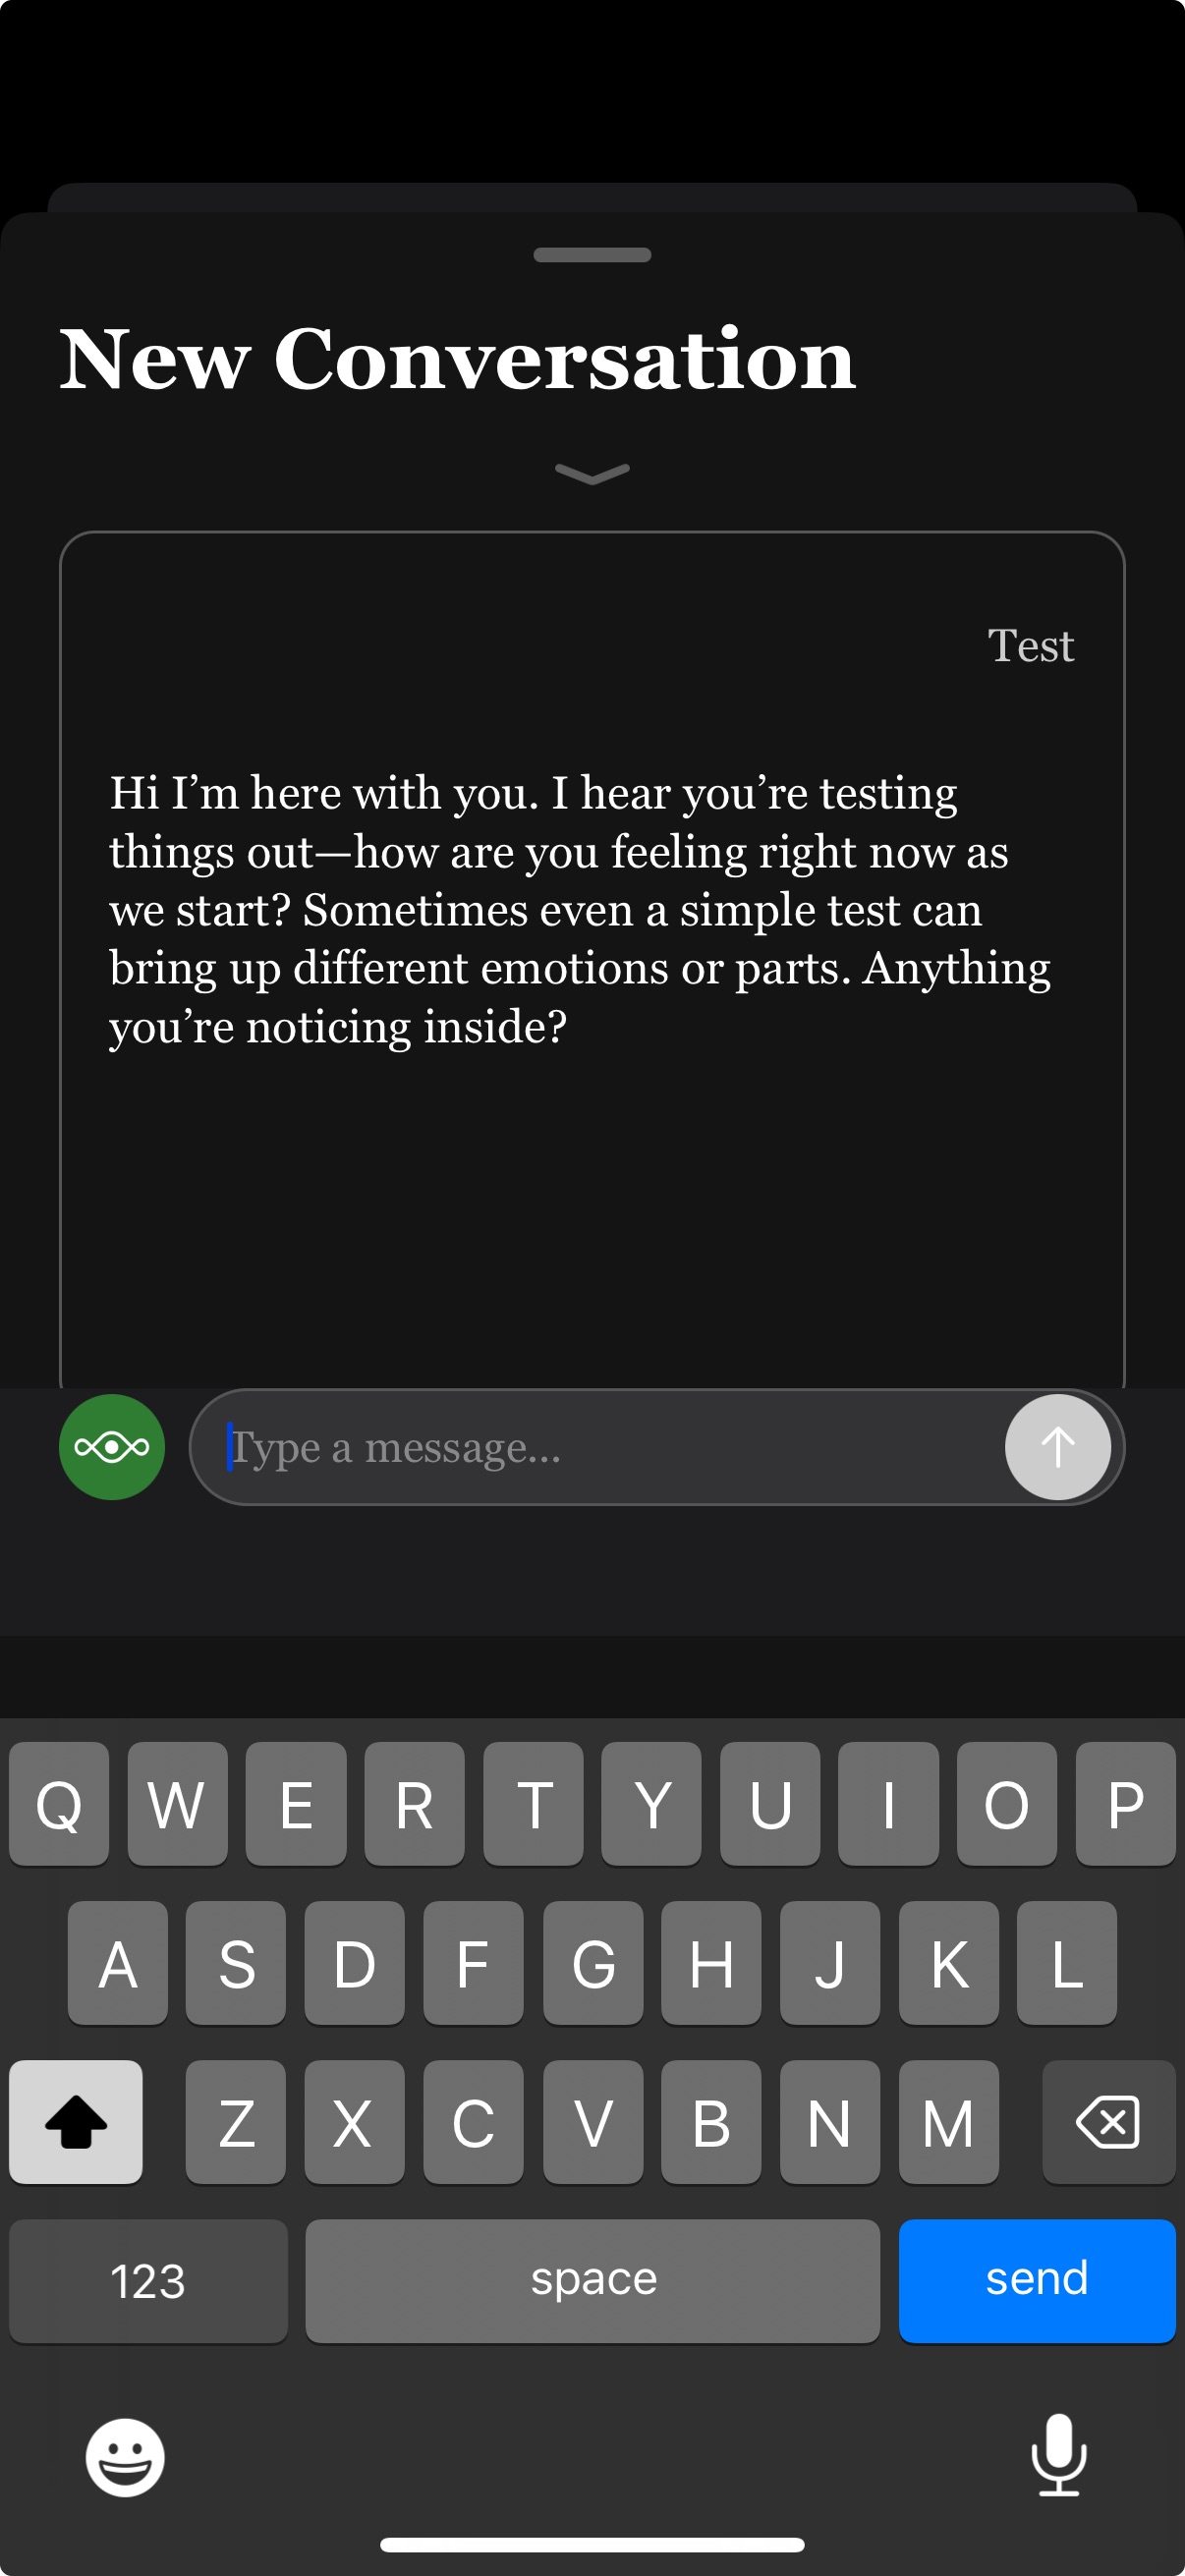 New Conversation
Test
Hi I’m here with you. I hear you’re testing
things out—how are you feeling right now as
we start? Sometimes even a simple test can
bring up different emotions or parts. Anything
you’re noticing inside?
Type a message...
Q W E R T Y U I O P
A S D F G H J K L
Z X C V B N M
123 space send